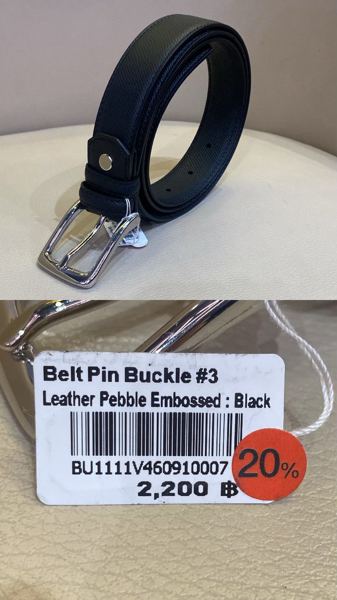 Belt Pin Buckle #3
Leather Pebble Embossed : Black
BU1111V460910007
20%
2,200 ฿